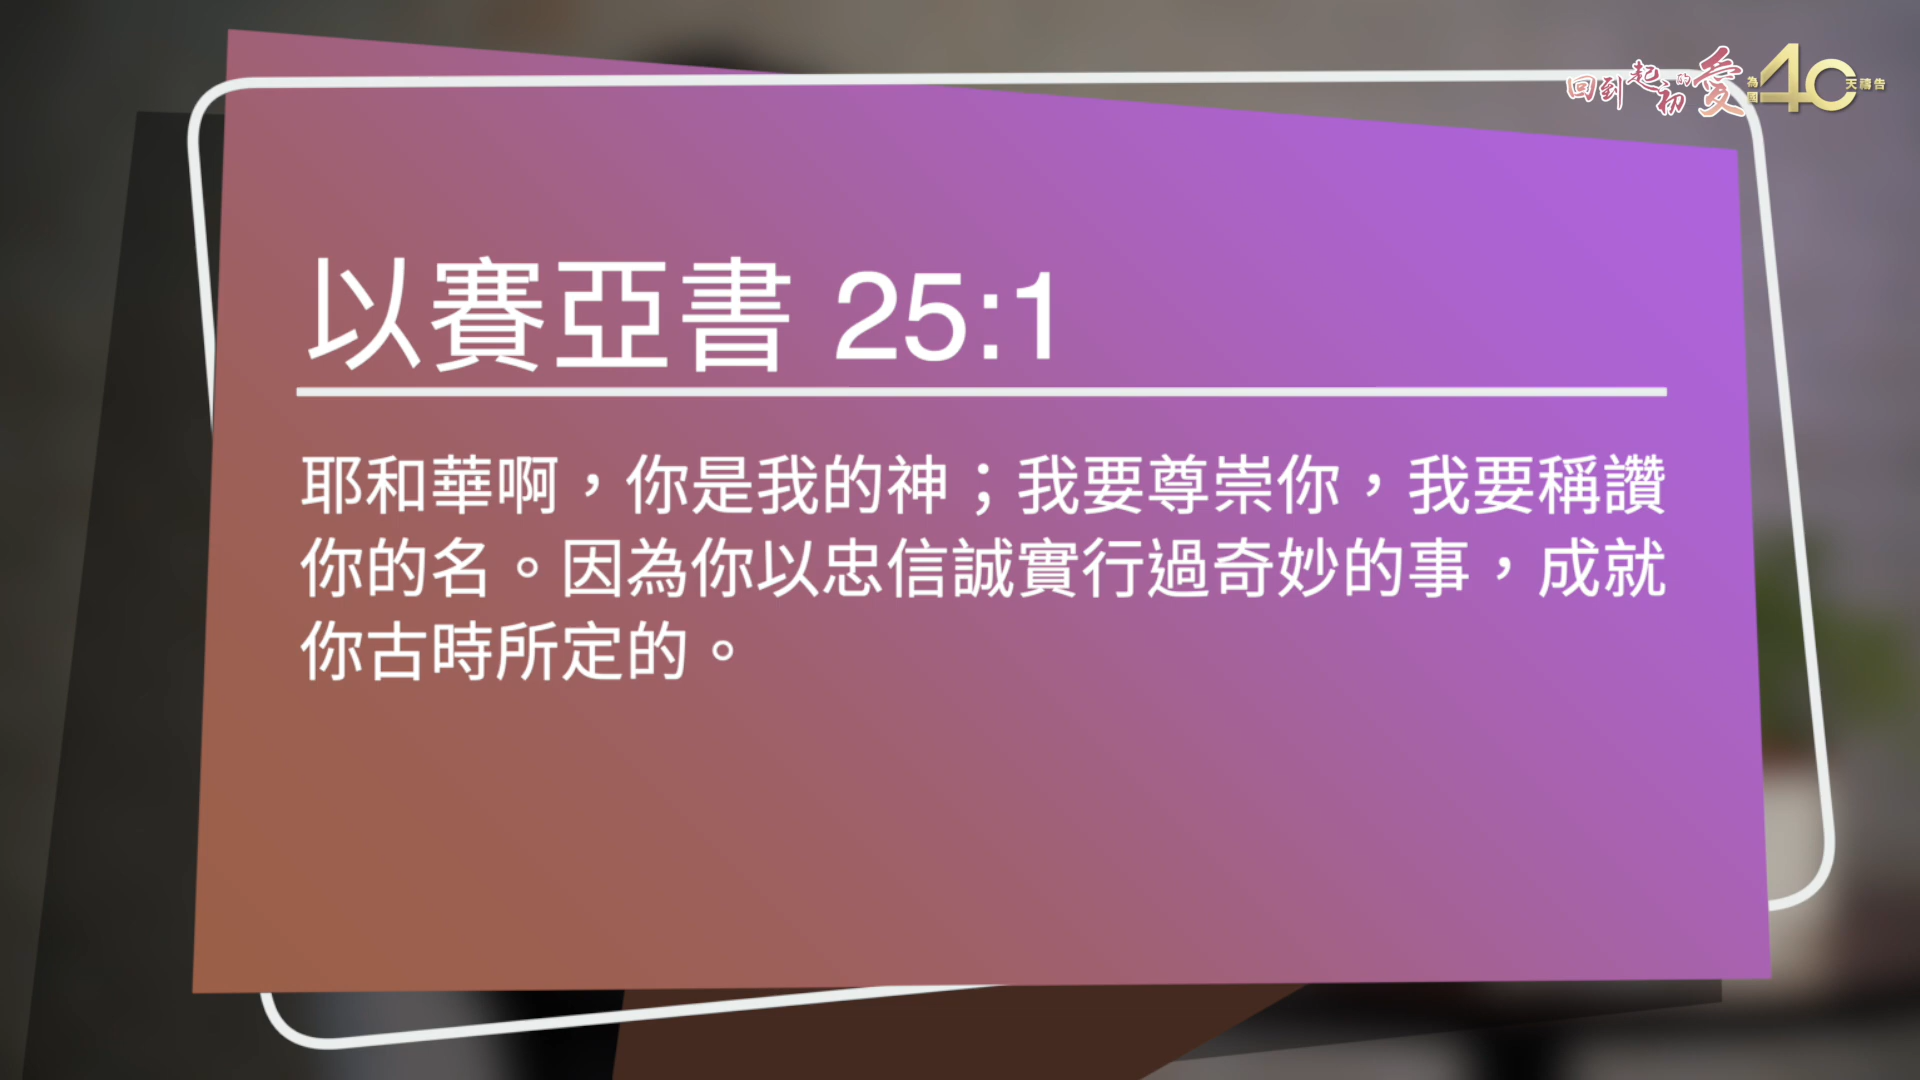 回到起初的愛 為國40天禱告
以賽亞書 25:1
耶和華啊，你是我的神；我要尊崇你，我要稱讚
你的名。因為你以忠信誠實行過奇妙的事，成就
你古時所定的。